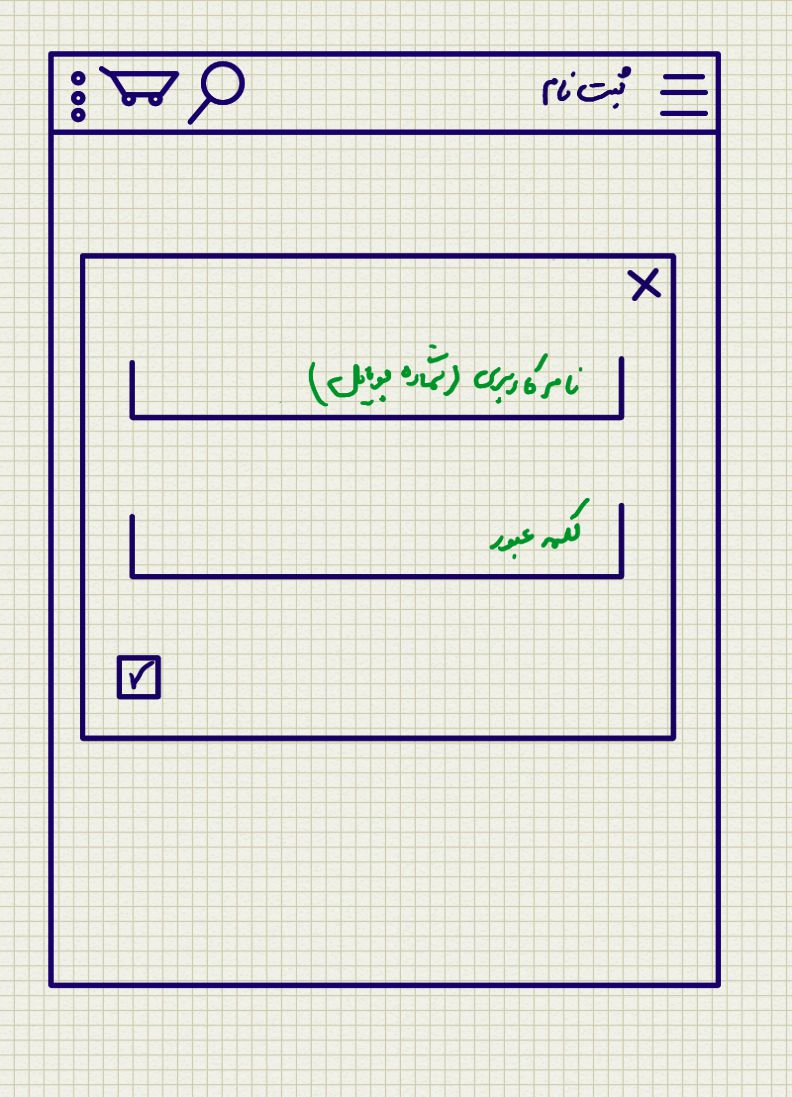 ثبت نام
نام کاربری (شماره موبایل)
کلمه عبور